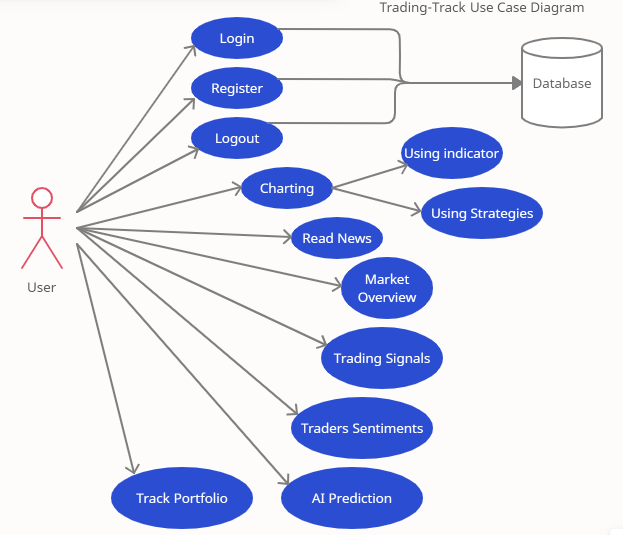 Trading-Track Use Case Diagram
Login
Register
Database
Logout
Using indicator
Charting
Using Strategies
Read News
User
Market
Overview
Trading Signals
Traders Sentiments
Track Portfolio
AI Prediction